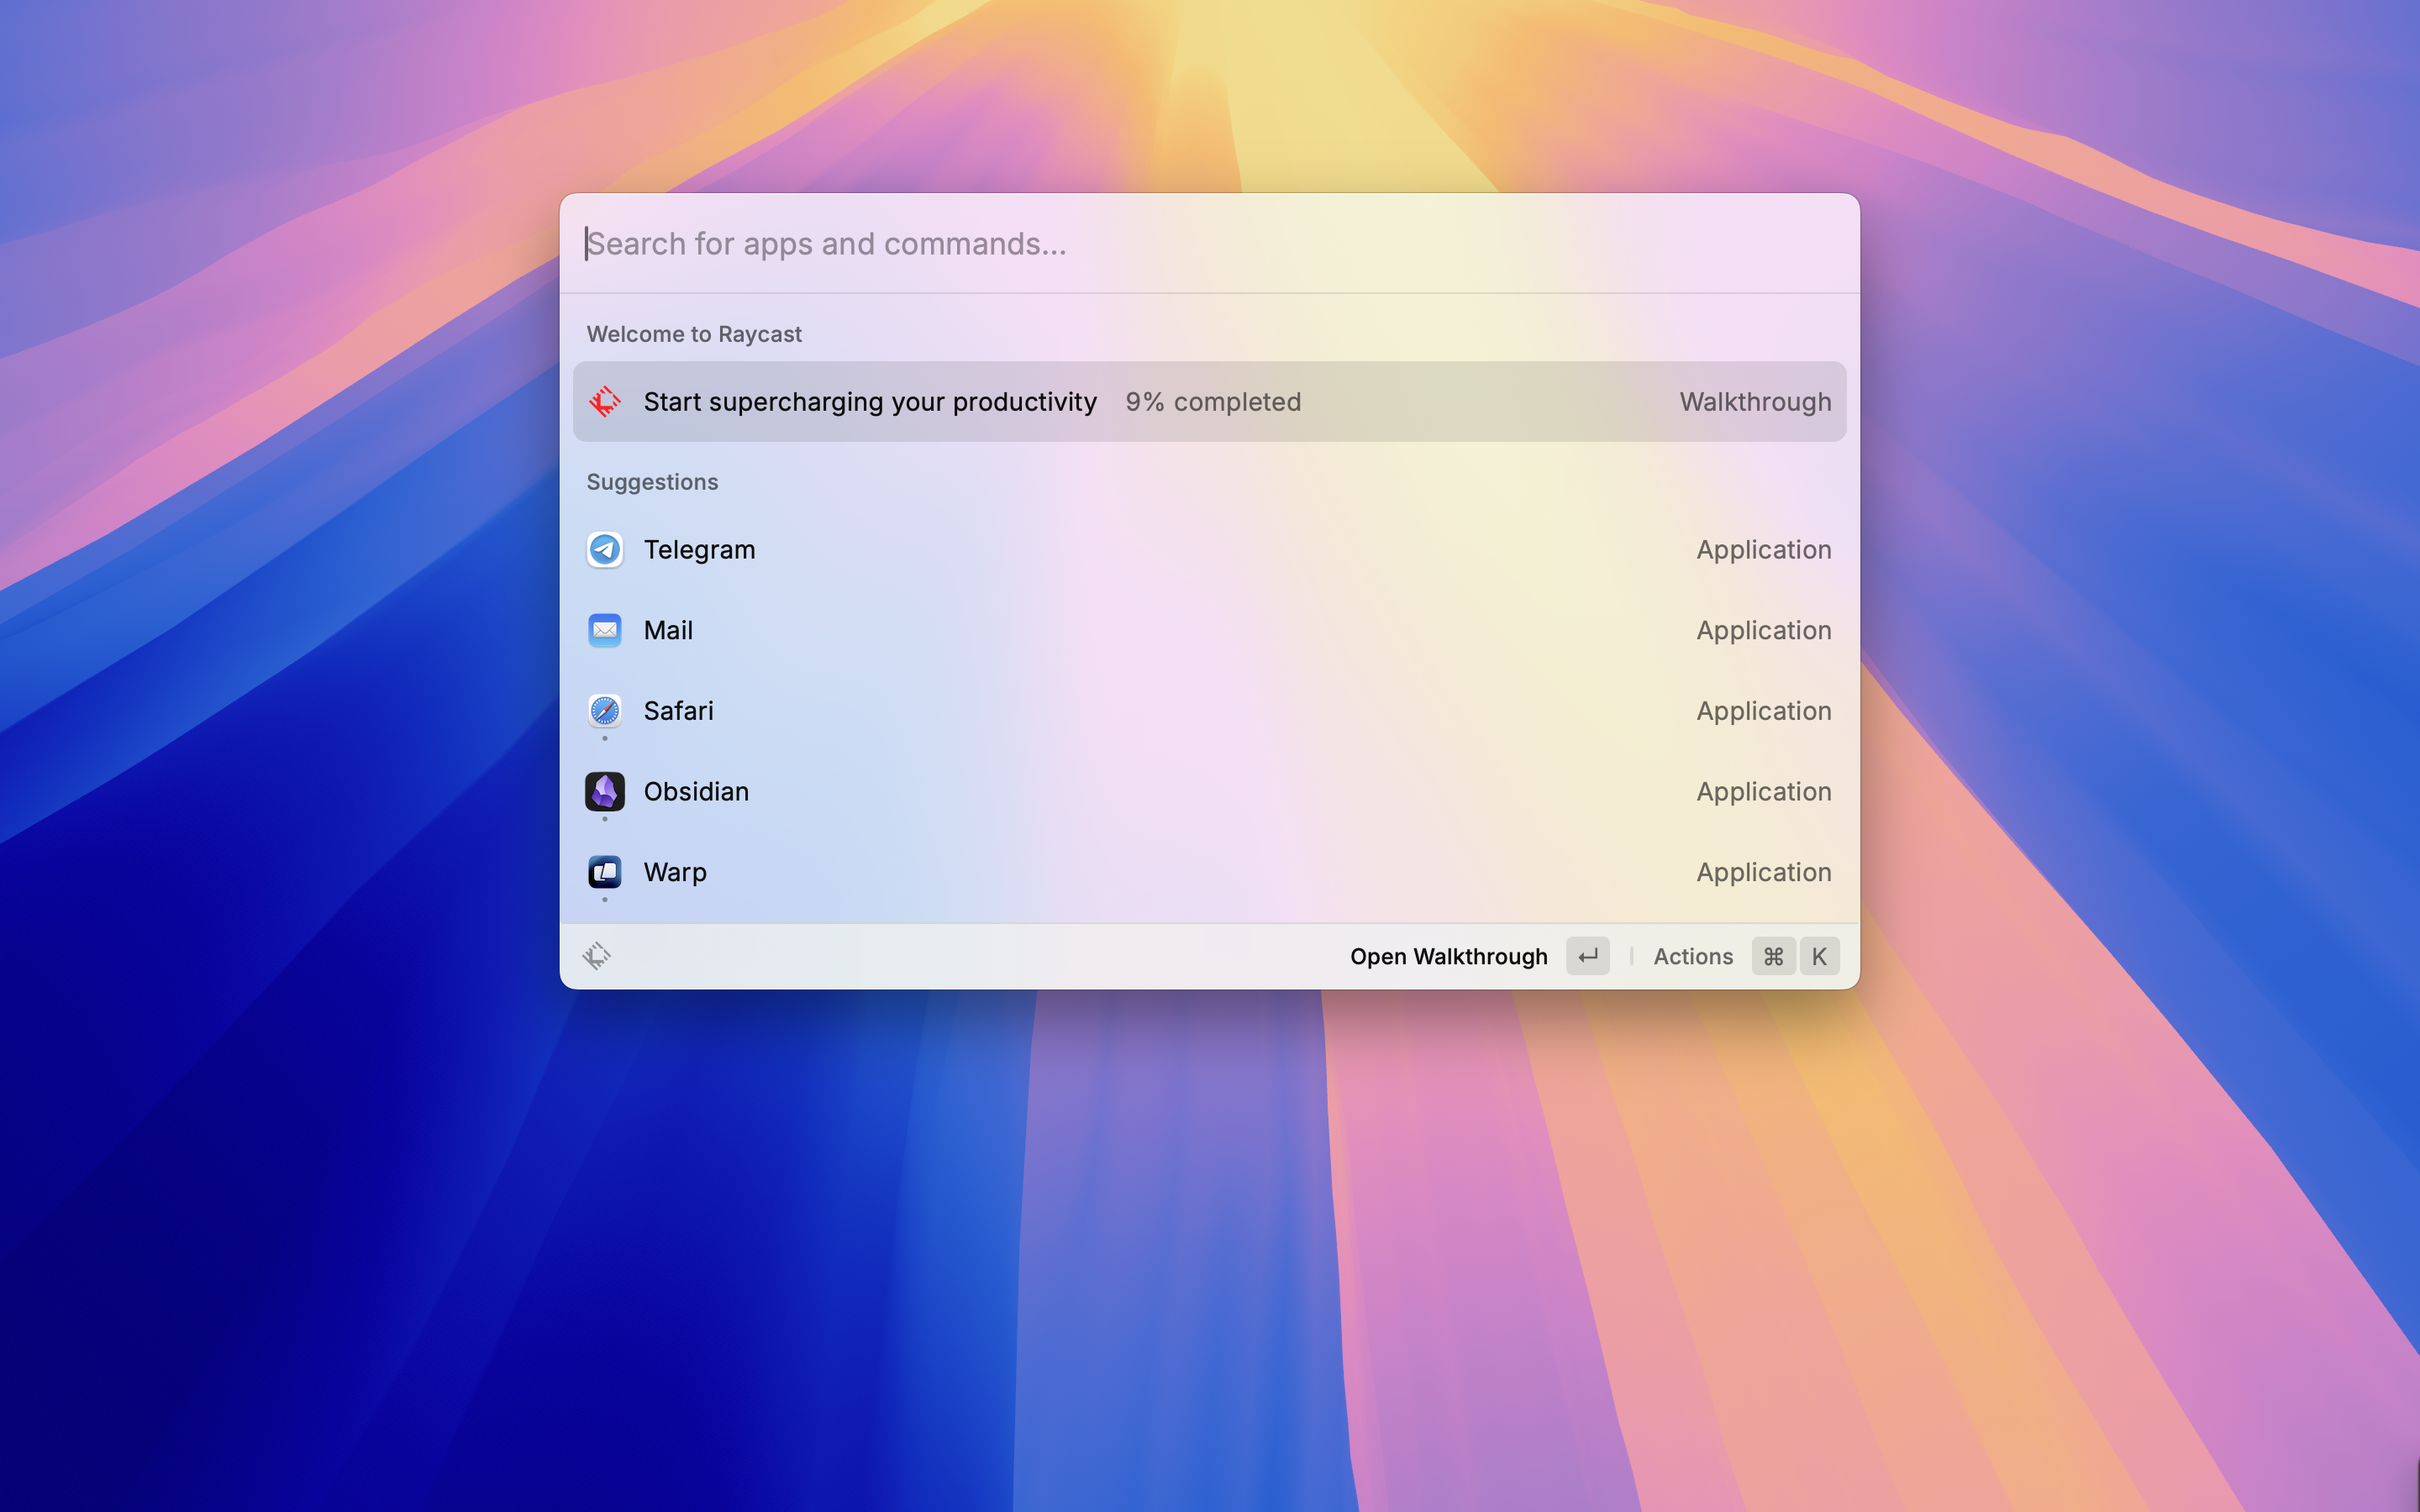 Search for apps and commands...
Welcome to Raycast
Start supercharging your productivity 9% completed Walkthrough
Suggestions
Telegram Application
Mail Application
Safari Application
Obsidian Application
Warp Application
Open Walkthrough ↵ Actions ⌘ K